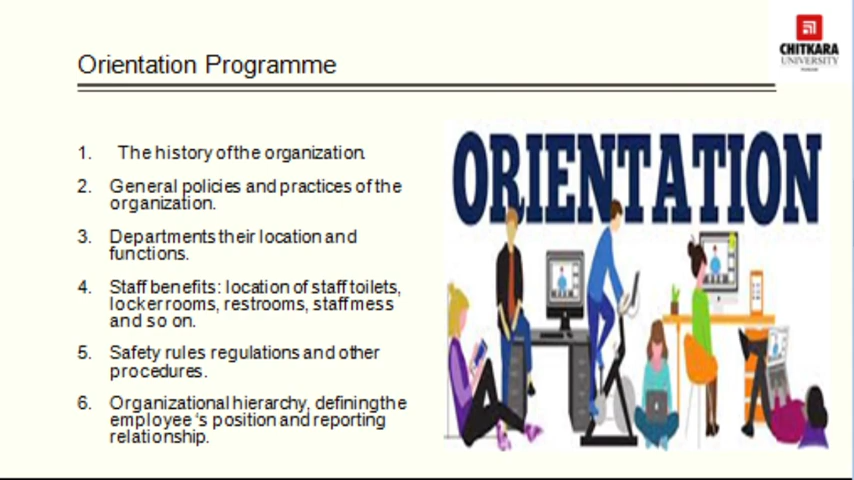 CHITKARA
UNIVERSITY
Orientation Programme
1. The history of the organization.
2. General policies and practices of the
organization.
3. Departments their location and
functions.
4. Staff benefits: location of staff toilets,
locker rooms, restrooms, staff mess
and so on.
5. Safety rules regulations and other
procedures.
6. Organizational hierarchy, defining the
employee 's position and reporting
relationship.
ORIENTATION